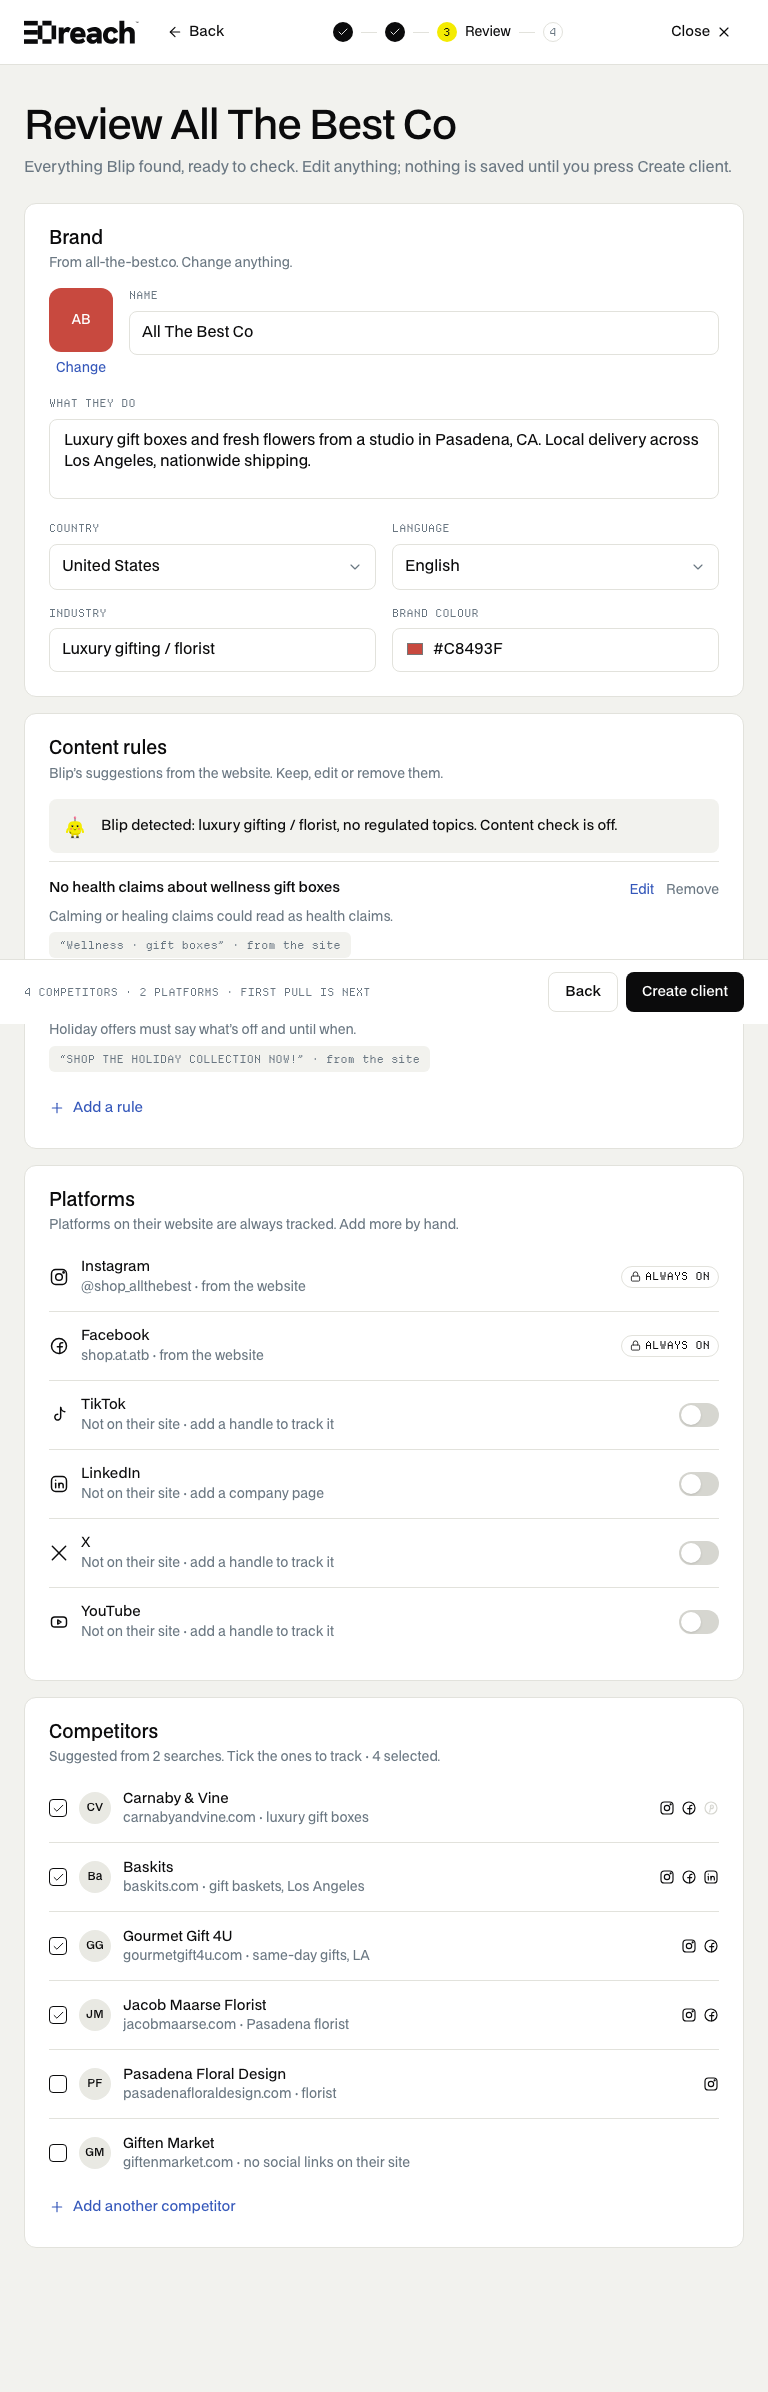 reach
Back
3 Review
4
Close
Review All The Best Co
Everything Blip found, ready to check. Edit anything; nothing is saved until you press Create client.
Brand
From all-the-best.co. Change anything.
AB
Change
NAME
All The Best Co
WHAT THEY DO
Luxury gift boxes and fresh flowers from a studio in Pasadena, CA. Local delivery across
Los Angeles, nationwide shipping.
COUNTRY
United States
LANGUAGE
English
INDUSTRY
Luxury gifting / florist
BRAND COLOUR
#C8493F
Content rules
Blip's suggestions from the website. Keep, edit or remove them.
Blip detected: luxury gifting / florist, no regulated topics. Content check is off.
No health claims about wellness gift boxes
Edit Remove
Calming or healing claims could read as health claims.
“Wellness · gift boxes” · from the site
4 COMPETITORS · 2 PLATFORMS · FIRST PULL IS NEXT
Back
Create client
Holiday offers must say what's off and until when.
“SHOP THE HOLIDAY COLLECTION NOW!” · from the site
+ Add a rule
Platforms
Platforms on their website are always tracked. Add more by hand.
Instagram
@shop_allthebest · from the website
ALWAYS ON
Facebook
shop.at.atb · from the website
ALWAYS ON
TikTok
Not on their site · add a handle to track it
LinkedIn
Not on their site · add a company page
X
Not on their site · add a handle to track it
YouTube
Not on their site · add a handle to track it
Competitors
Suggested from 2 searches. Tick the ones to track · 4 selected.
CV
Carnaby & Vine
carnabyandvine.com · luxury gift boxes
Ba
Baskits
baskits.com · gift baskets, Los Angeles
GG
Gourmet Gift 4U
gourmetgift4u.com · same-day gifts, LA
JM
Jacob Maarse Florist
jacobmaarse.com · Pasadena florist
PF
Pasadena Floral Design
pasadenafloraldesign.com · florist
GM
Giften Market
giftenmarket.com · no social links on their site
+ Add another competitor